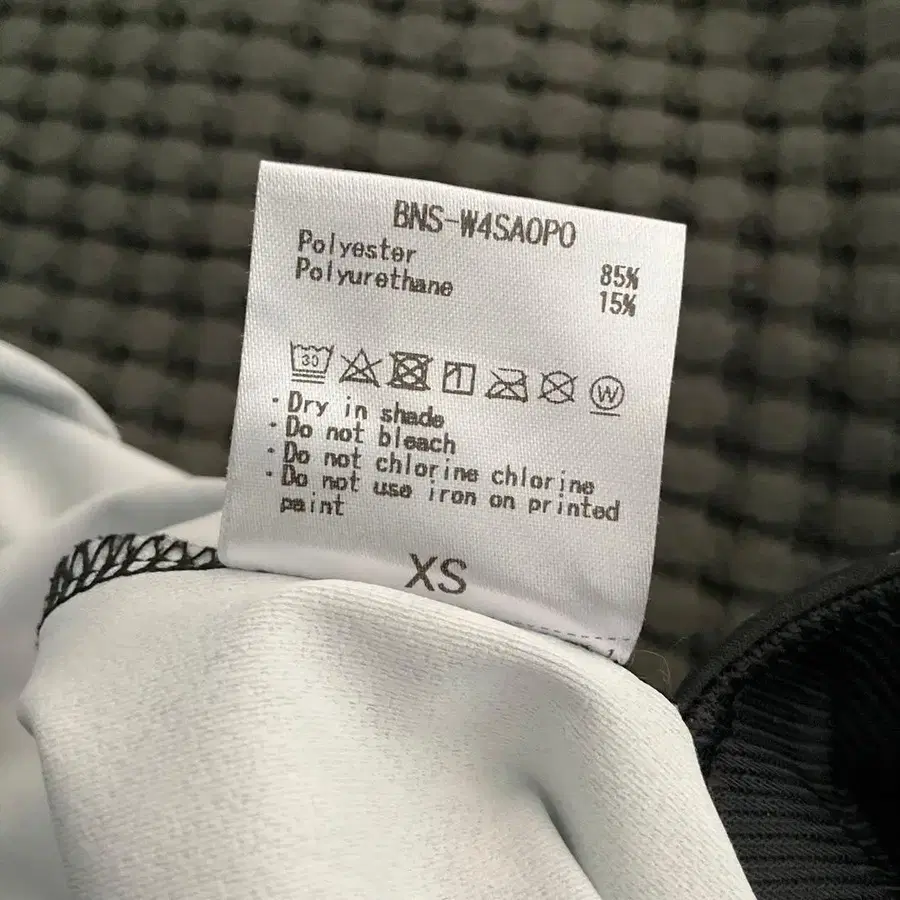 BNS-W4SAOPO
Polyester 85%
Polyurethane 15%
30 W
·Dry in shade
·Do not bleach
·Do not chlorine chlorine
·Do not use iron on printed
paint
XS